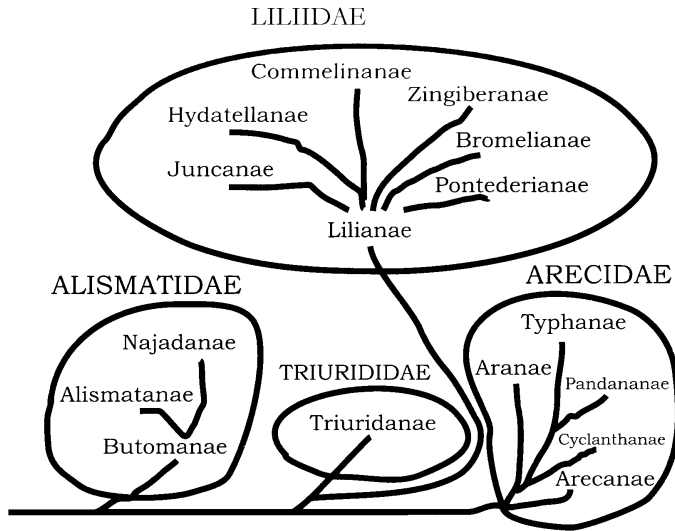 LILIIDAE
Commelinanae
Zingiberanae
Hydatellanae
Bromelianae
Juncanae
Pontederianae
Lilianae
ALISMATIDAE
ARECIDAE
Typhanae
Najadanae
TRIURIDIDAE
Aranae
Pandananae
Alismatanae
Triuridanae
Cyclanthanae
Butomanae
Arecanae